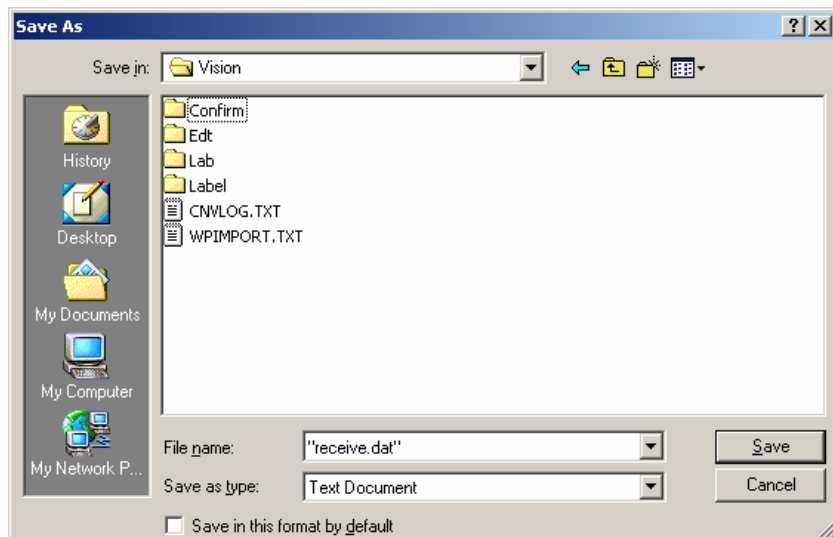 Save As
Save in:
Vision
History
Desktop
My Documents
My Computer
My Network P...
Confirm
Edt
Lab
Label
CNVLOG.TXT
WPIMPORT.TXT
File name:
"receive.dat"
Save
Save as type:
Text Document
Cancel
Save in this format by default